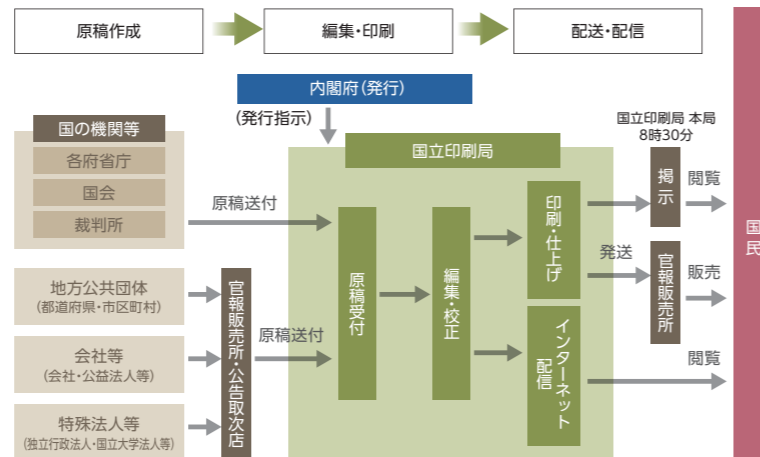 原稿作成
編集・印刷
配送・配信
内閣府(発行)
(発行指示)
国の機関等
各府省庁
国会
裁判所
原稿送付
地方公共団体
(都道府県・市区町村)
会社等
(会社・公益法人等)
特殊法人等
(独立行政法人・国立大学法人等)
官報販売所・公告取次店
原稿送付
国立印刷局
原稿受付
編集・校正
印刷・仕上げ
インターネット
配信
国立印刷局 本局
8時30分
掲示
閲覧
発送
官報販売所
販売
閲覧
国民